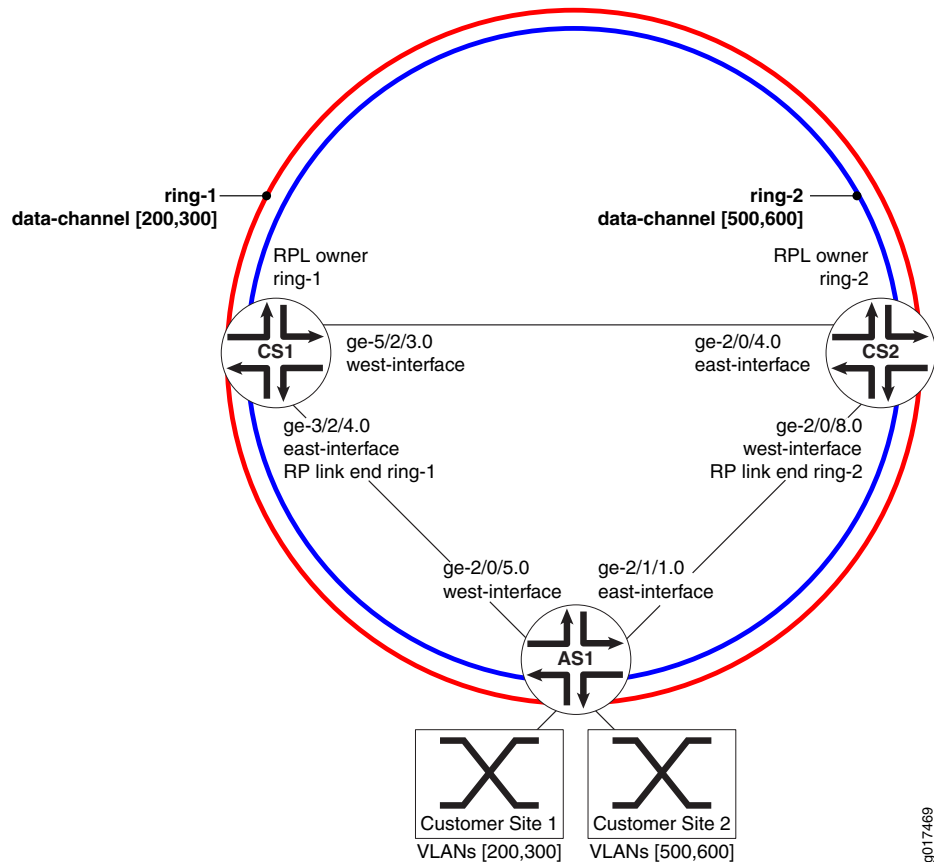 ring-1
data-channel [200,300]
ring-2
data-channel [500,600]
RPL owner
ring-1
RPL owner
ring-2
CS1
CS2
ge-5/2/3.0
west-interface
ge-2/0/4.0
east-interface
ge-3/2/4.0
east-interface
RP link end ring-1
ge-2/0/8.0
west-interface
RP link end ring-2
ge-2/0/5.0
west-interface
ge-2/1/1.0
east-interface
AS1
Customer Site 1
VLANs [200,300]
Customer Site 2
VLANs [500,600]
g017469